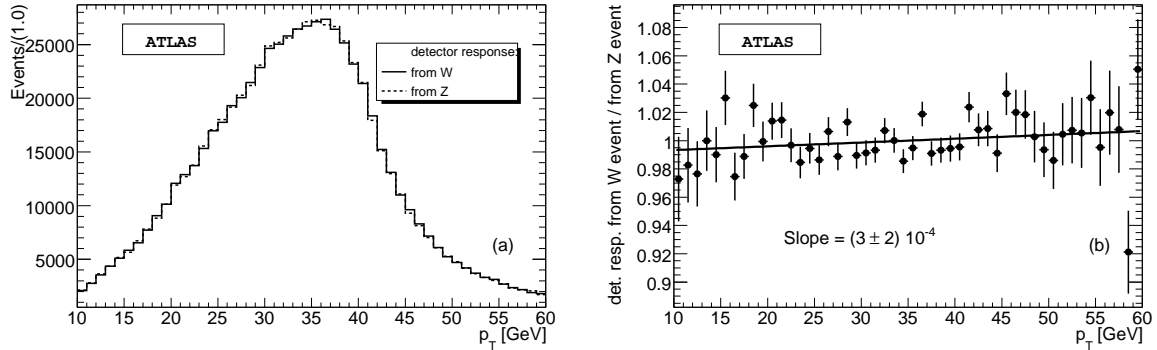 Events/(1.0)
25000
20000
15000
10000
5000
ATLAS
detector response:
from W
from Z
(a)
10 15 20 25 30 35 40 45 50 55 60
p_T [GeV]
det. resp. from W event / from Z event
1.08
1.06
1.04
1.02
1
0.98
0.96
0.94
0.92
0.9
ATLAS
Slope = (3 ± 2) 10^-4
(b)
10 15 20 25 30 35 40 45 50 55 60
p_T [GeV]